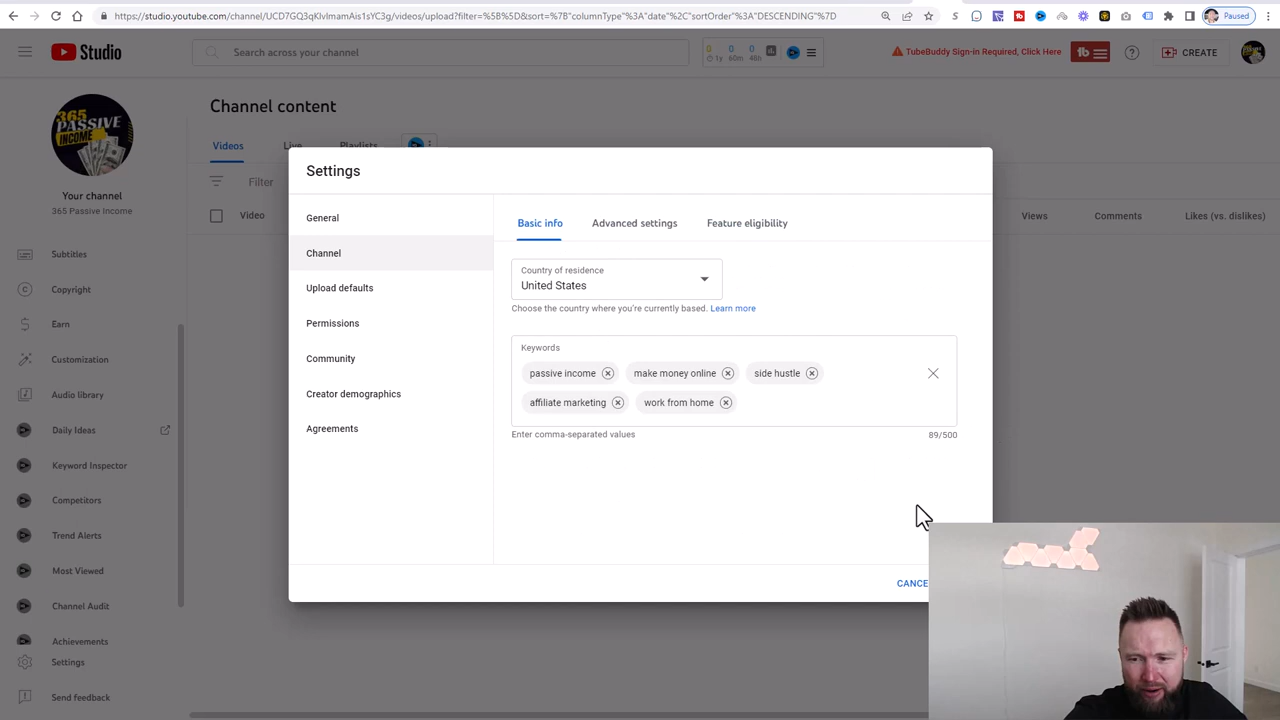 https://studio.youtube.com/channel/UCD7GQ3qKlvlmamAis1sYC3g/videos/upload?filter=%5B%5D&sort=%7B"columnType"%3A"date"%2C"sortOrder"%3A"DESCENDING"%7D
Paused
Studio
Search across your channel
0 0 0
1y 60m 48h
TubeBuddy Sign-in Required, Click Here
tb
CREATE
365
PASSIVE
INCOME
Your channel
365 Passive Income
Subtitles
Copyright
Earn
Customization
Audio library
Daily Ideas
Keyword Inspector
Competitors
Trend Alerts
Most Viewed
Channel Audit
Achievements
Settings
Send feedback
Channel content
Videos
Live
Playlists
Filter
Video
Views
Comments
Likes (vs. dislikes)
Settings
General
Channel
Upload defaults
Permissions
Community
Creator demographics
Agreements
Basic info
Advanced settings
Feature eligibility
Country of residence
United States
Choose the country where you're currently based. Learn more
Keywords
passive income
make money online
side hustle
affiliate marketing
work from home
Enter comma-separated values
89/500
CANCE